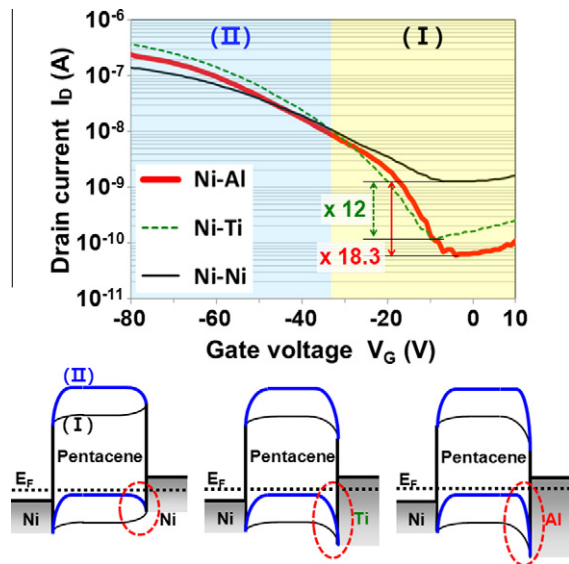 (II) (I)
10⁻⁶
10⁻⁷
10⁻⁸
10⁻⁹
10⁻¹⁰
10⁻¹¹
Drain current I_D (A)
Ni-Al
Ni-Ti
Ni-Ni
x 12
x 18.3
-80 -60 -40 -20 0 10
Gate voltage V_G (V)
(II)
(I)
Pentacene Pentacene Pentacene
E_F E_F E_F
Ni Ni Ni Ti Ni Al